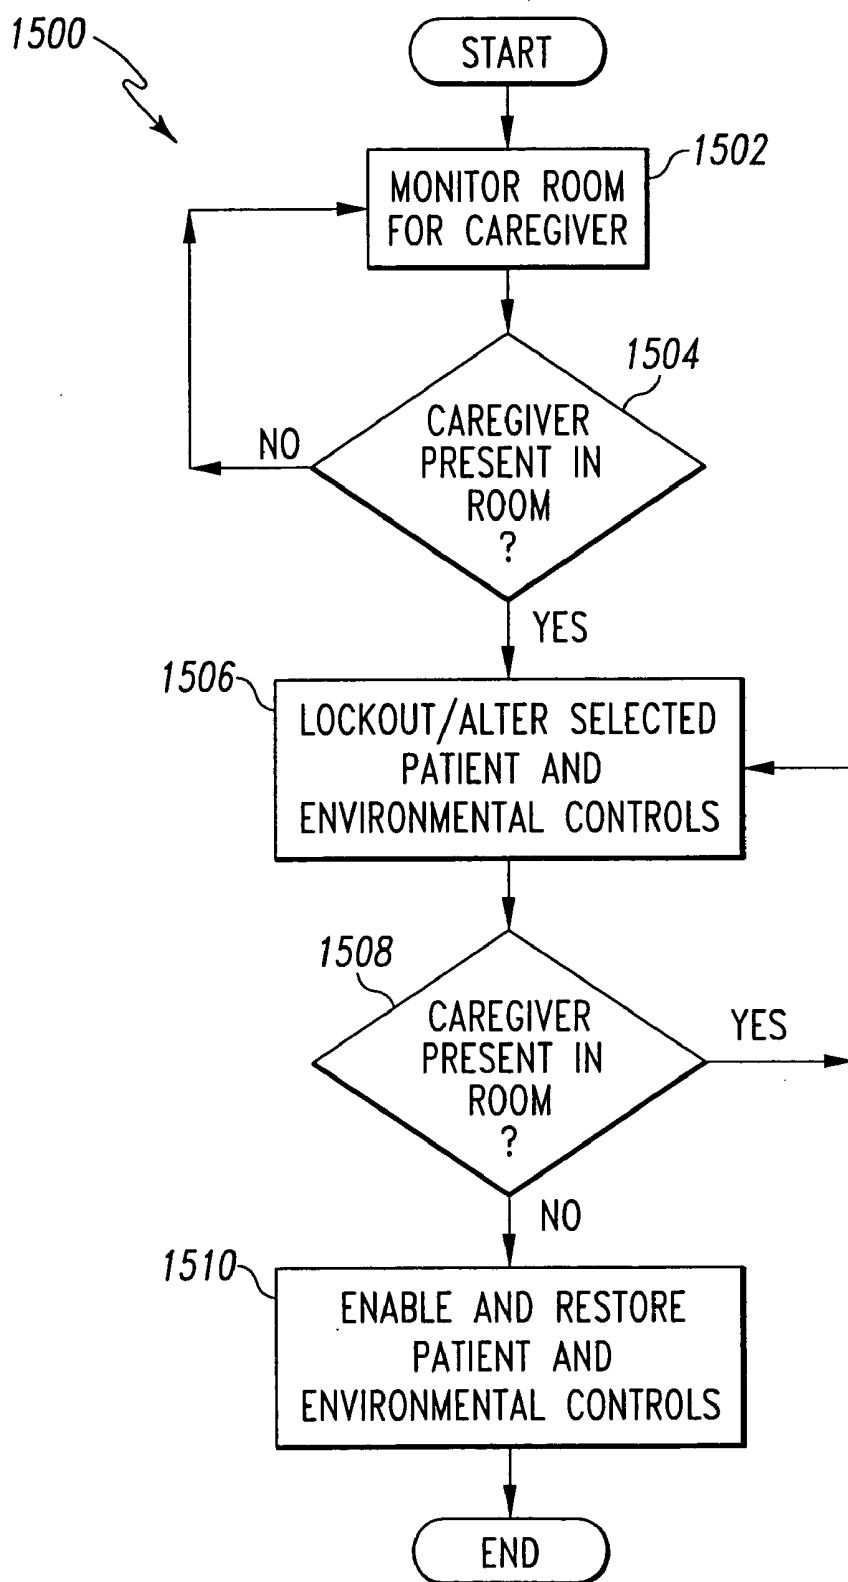 1500
START
1502
MONITOR ROOM
FOR CAREGIVER
1504
CAREGIVER
PRESENT IN
ROOM
?
NO
YES
1506
LOCKOUT/ALTER SELECTED
PATIENT AND
ENVIRONMENTAL CONTROLS
1508
CAREGIVER
PRESENT IN
ROOM
?
YES
NO
1510
ENABLE AND RESTORE
PATIENT AND
ENVIRONMENTAL CONTROLS
END